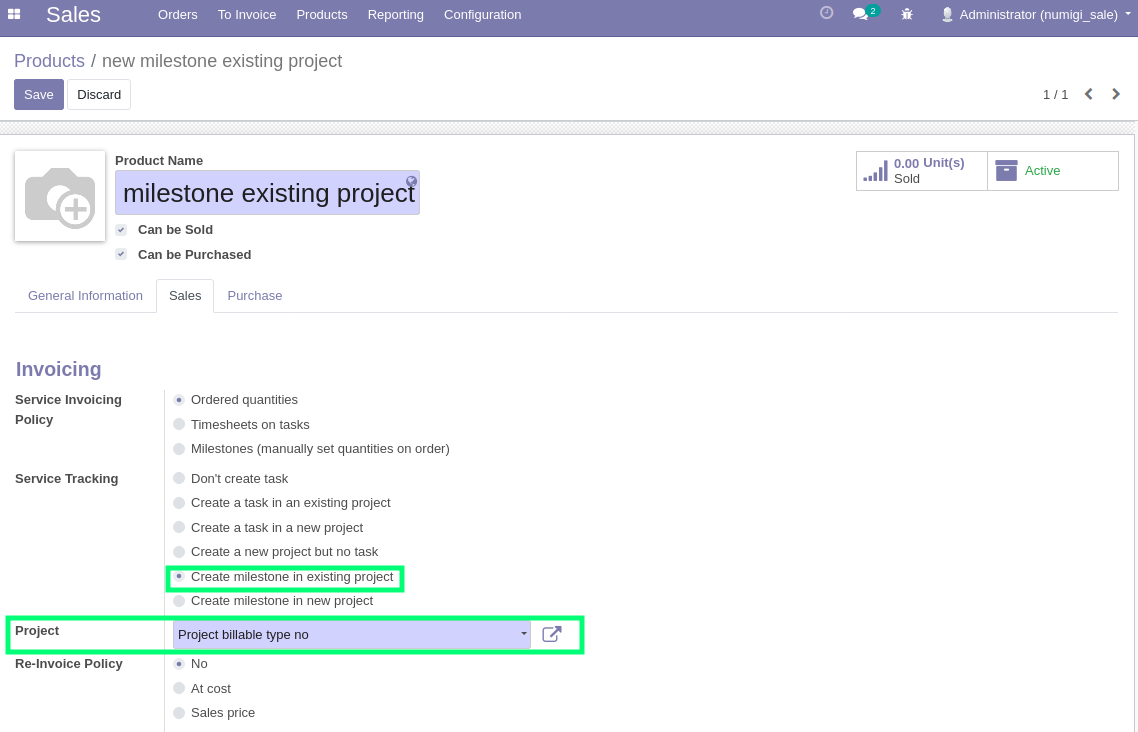 Sales Orders To Invoice Products Reporting Configuration 2 Administrator (numigi_sale)
Products / new milestone existing project
Save Discard 1 / 1
Product Name
milestone existing project
0.00 Unit(s)
Sold
Active
Can be Sold
Can be Purchased
General Information Sales Purchase
Invoicing
Service Invoicing Policy
Ordered quantities
Timesheets on tasks
Milestones (manually set quantities on order)
Service Tracking
Don't create task
Create a task in an existing project
Create a task in a new project
Create a new project but no task
Create milestone in existing project
Create milestone in new project
Project Project billable type no
Re-Invoice Policy
No
At cost
Sales price